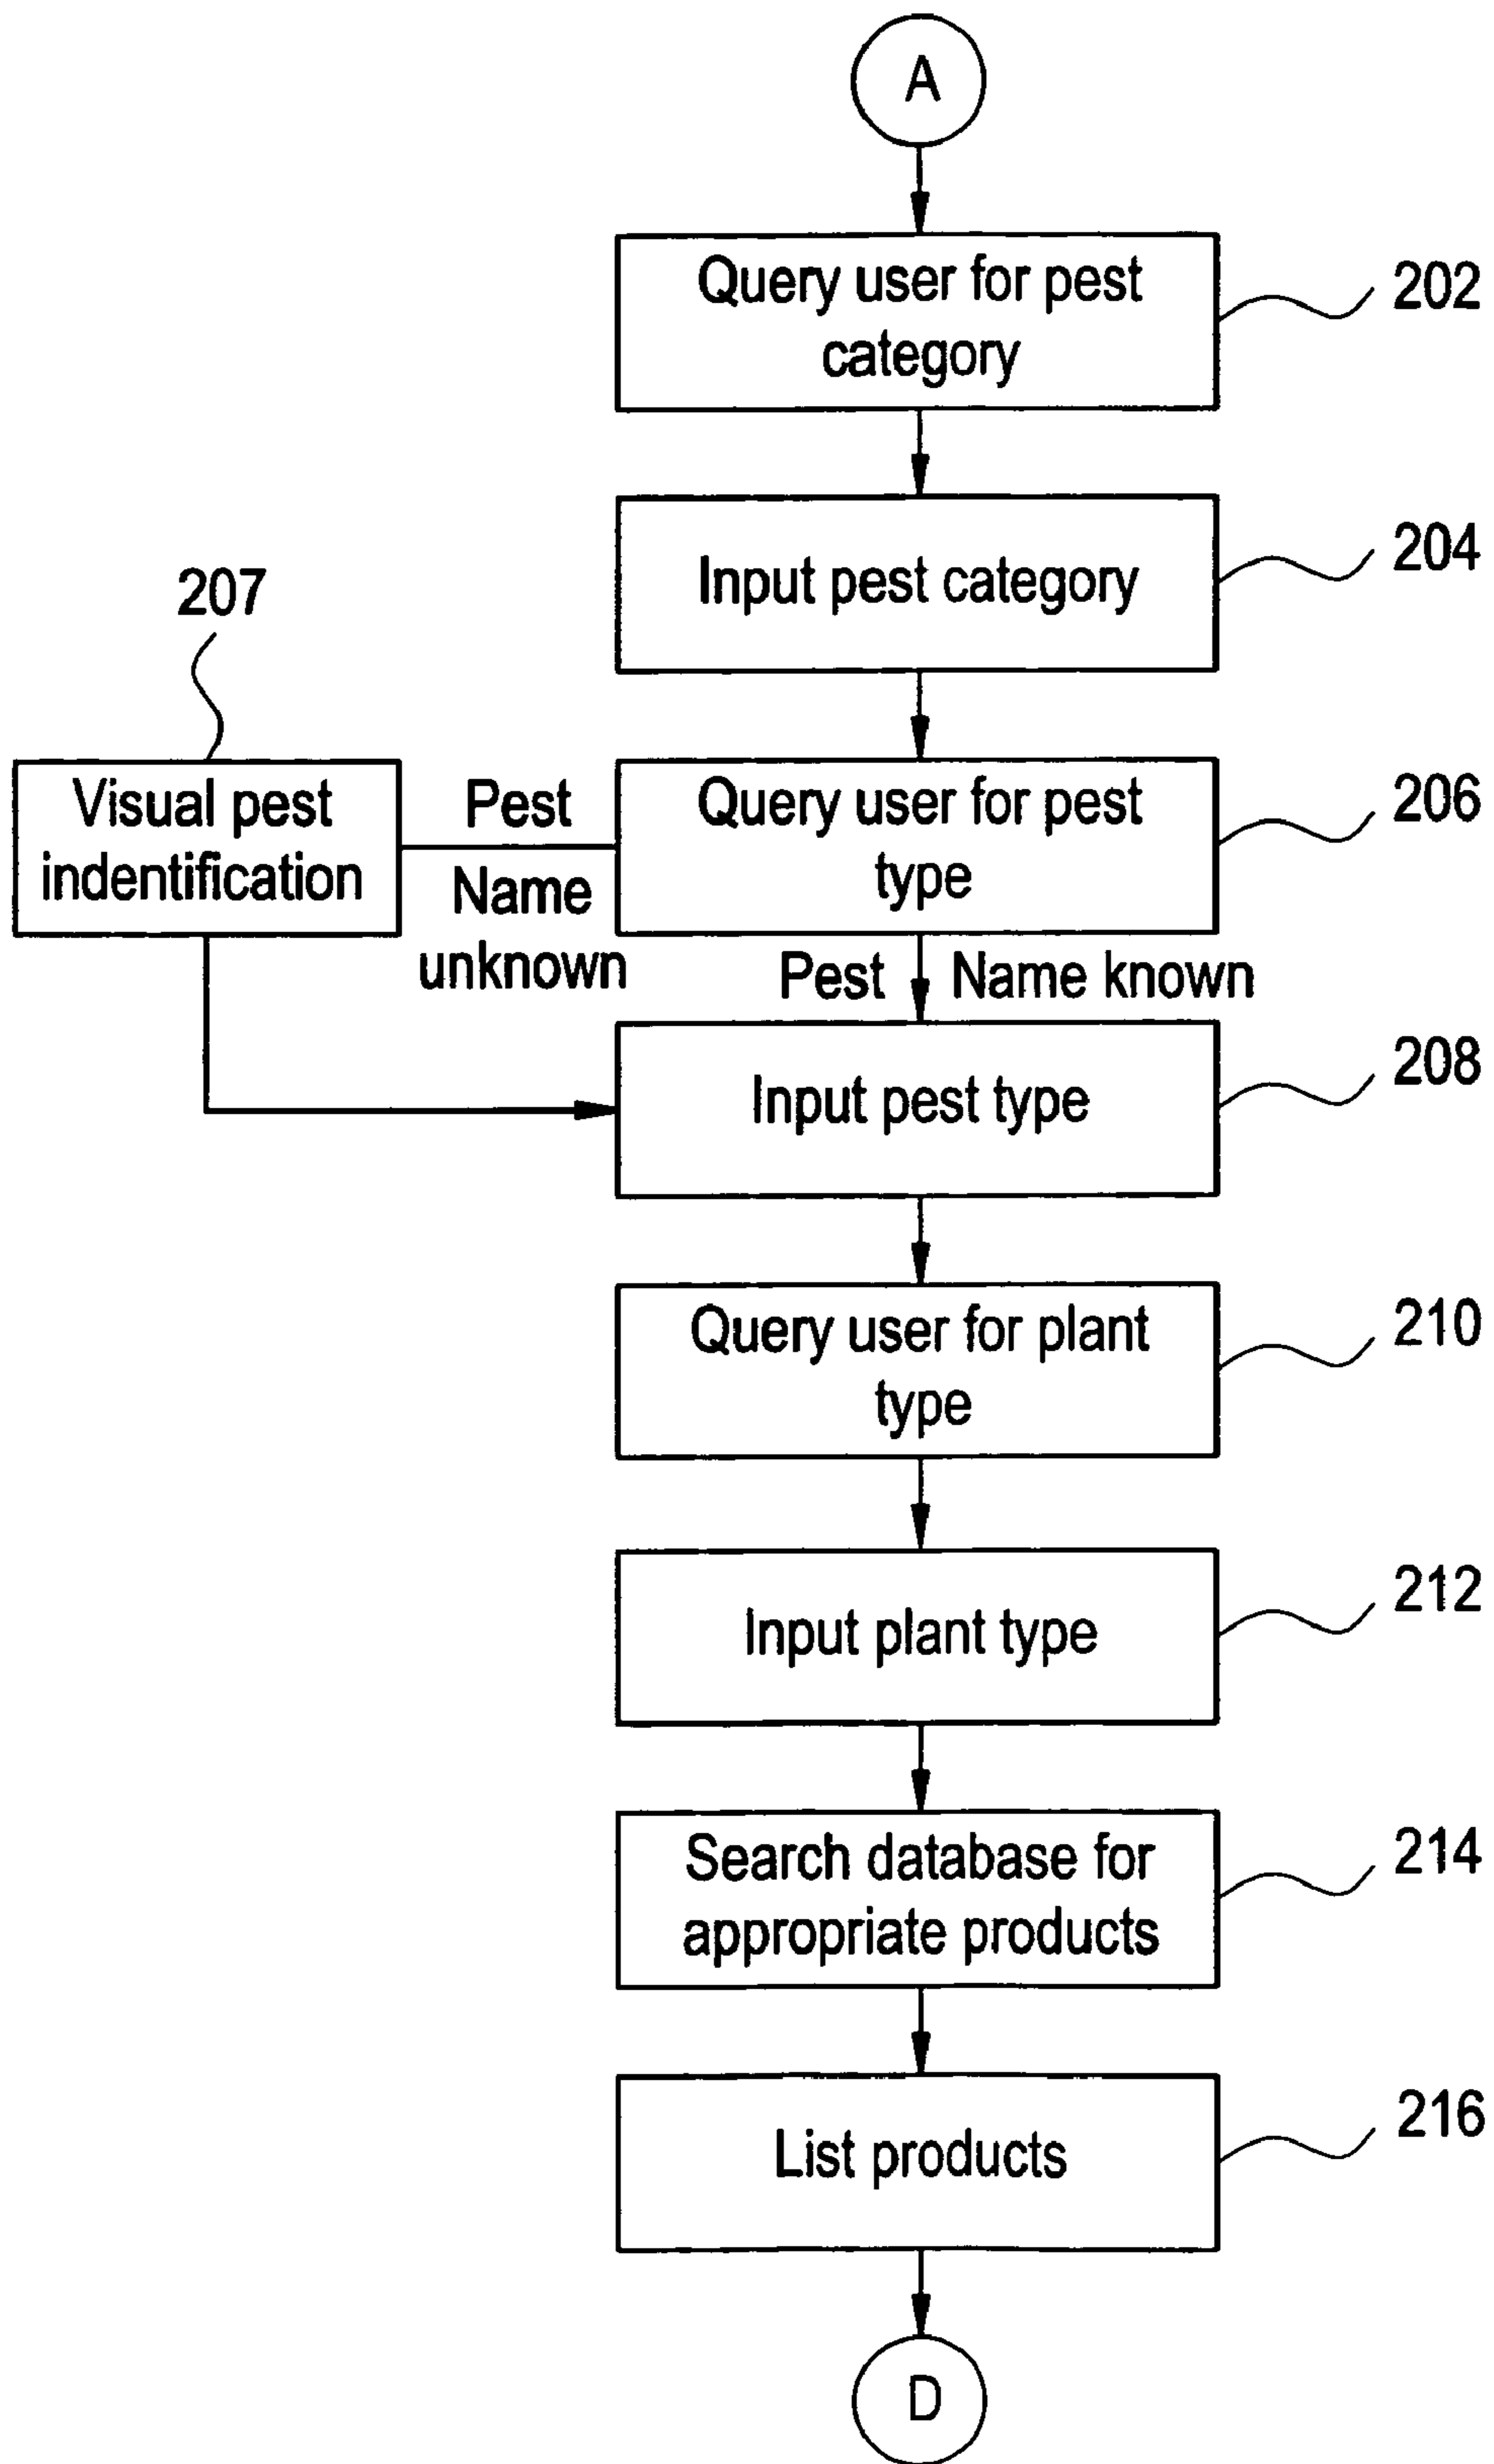 A
Query user for pest
category
202
Input pest category
204
207
Visual pest
indentification
Pest
Name
unknown
Query user for pest
type
206
Pest Name known
Input pest type
208
Query user for plant
type
210
Input plant type
212
Search database for
appropriate products
214
List products
216
D